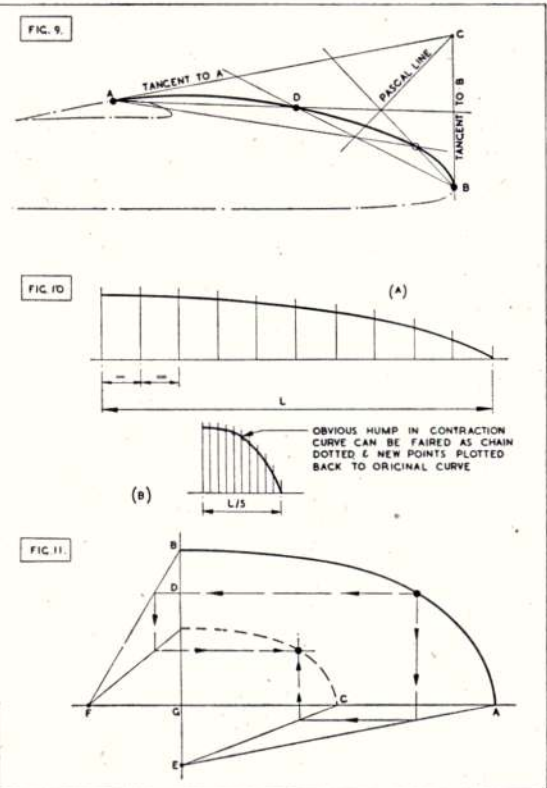 FIG. 9.
C
A
TANGENT TO A
D
PASCAL LINE
TANGENT TO B
B
FIG. 10
(A)
L
OBVIOUS HUMP IN CONTRACTION
CURVE CAN BE FAIRED AS CHAIN
DOTTED & NEW POINTS PLOTTED
BACK TO ORIGINAL CURVE
(B)
L/5
FIG. 11.
B
D
F
G
C
A
E